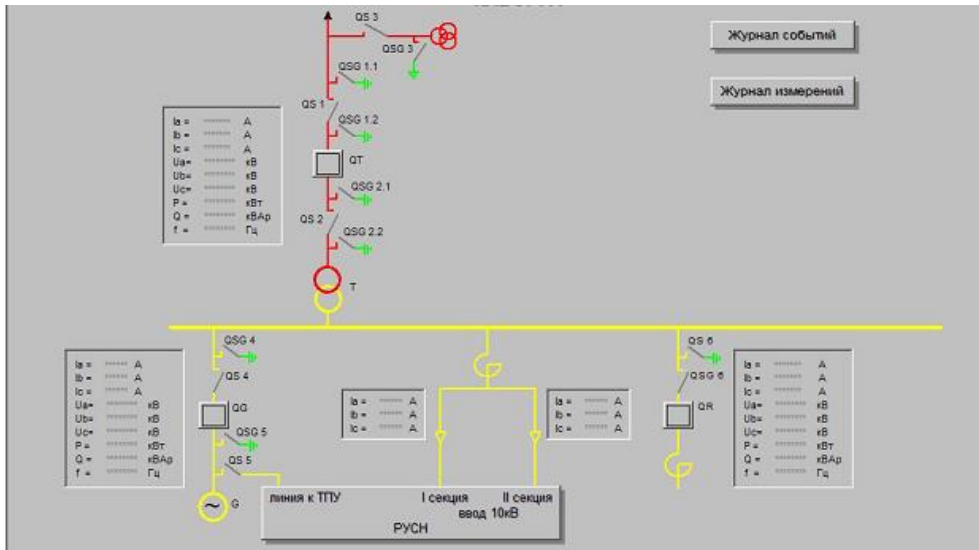 QS 3
QSG 3
Журнал событий
QSG 1.1
Журнал измерений
QS 1
QSG 1.2
Ia = ****** А
Ib = ****** А
Ic = ****** А
Ua= ****** кВ
Ub= ****** кВ
Uc= ****** кВ
P = ****** кВт
Q = ****** кВАр
f = ****** Гц
QT
QSG 2.1
QS 2
QSG 2.2
T
QSG 4
QS 6
Ia = ****** А
Ib = ****** А
Ic = ****** А
Ua= ****** кВ
Ub= ****** кВ
Uc= ****** кВ
P = ****** кВт
Q = ****** кВАр
f = ****** Гц
QS 4
QG
QSG 5
QS 5
G
Ia = ****** А
Ib = ****** А
Ic = ****** А
Ia = ****** А
Ib = ****** А
Ic = ****** А
QSG 6
QR
Ia = ****** А
Ib = ****** А
Ic = ****** А
Ua= ****** кВ
Ub= ****** кВ
Uc= ****** кВ
P = ****** кВт
Q = ****** кВАр
f = ****** Гц
линия к ТПУ
I секция
II секция
ввод 10кВ
РУСН